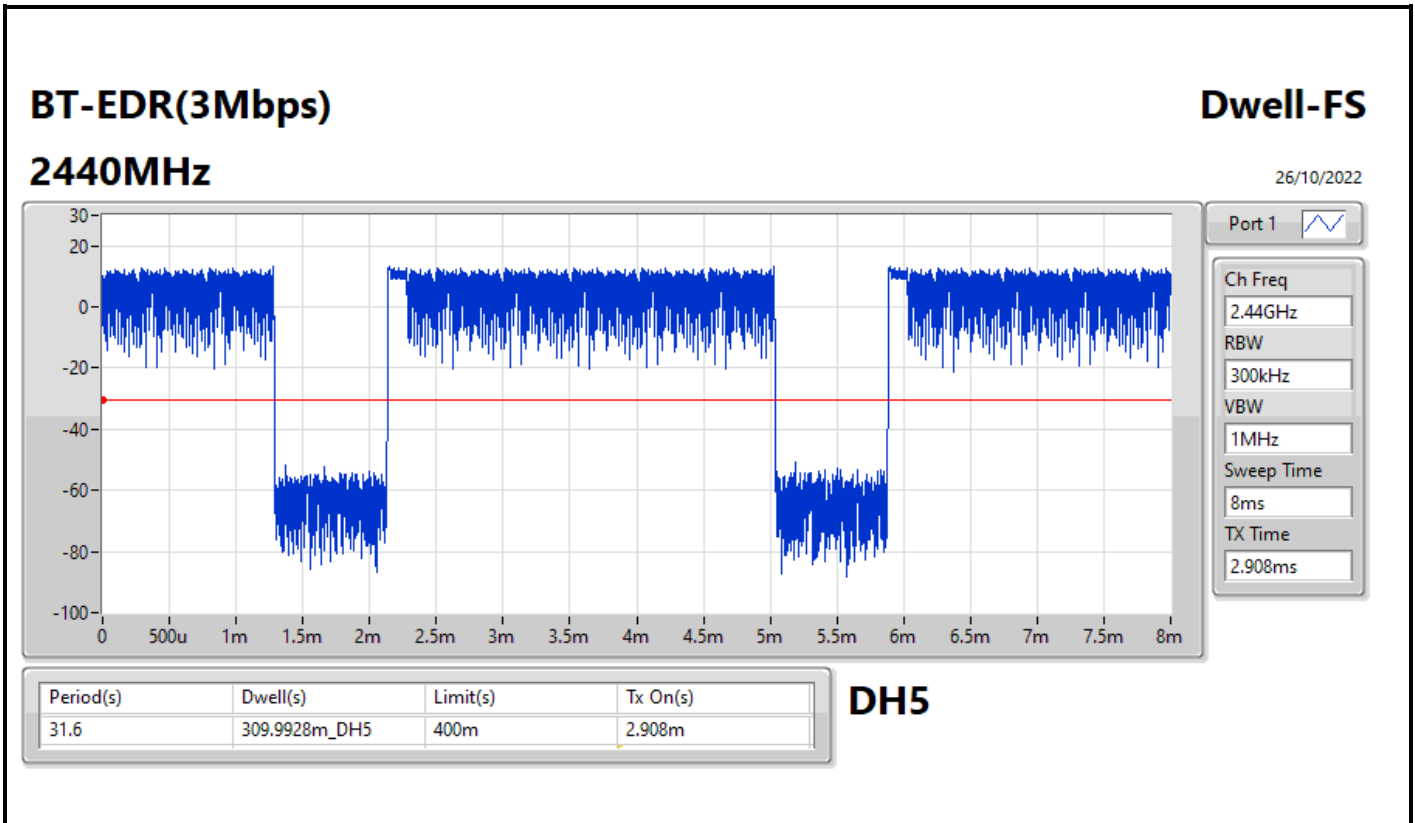 BT-EDR(3Mbps) Dwell-FS
2440MHz
26/10/2022
Port 1
30
20
0
-20
-40
-60
-80
-100
0 500u 1m 1.5m 2m 2.5m 3m 3.5m 4m 4.5m 5m 5.5m 6m 6.5m 7m 7.5m 8m
Ch Freq
2.44GHz
RBW
300kHz
VBW
1MHz
Sweep Time
8ms
TX Time
2.908ms
Period(s) Dwell(s) Limit(s) Tx On(s)
31.6 309.9928m_DH5 400m 2.908m
DH5